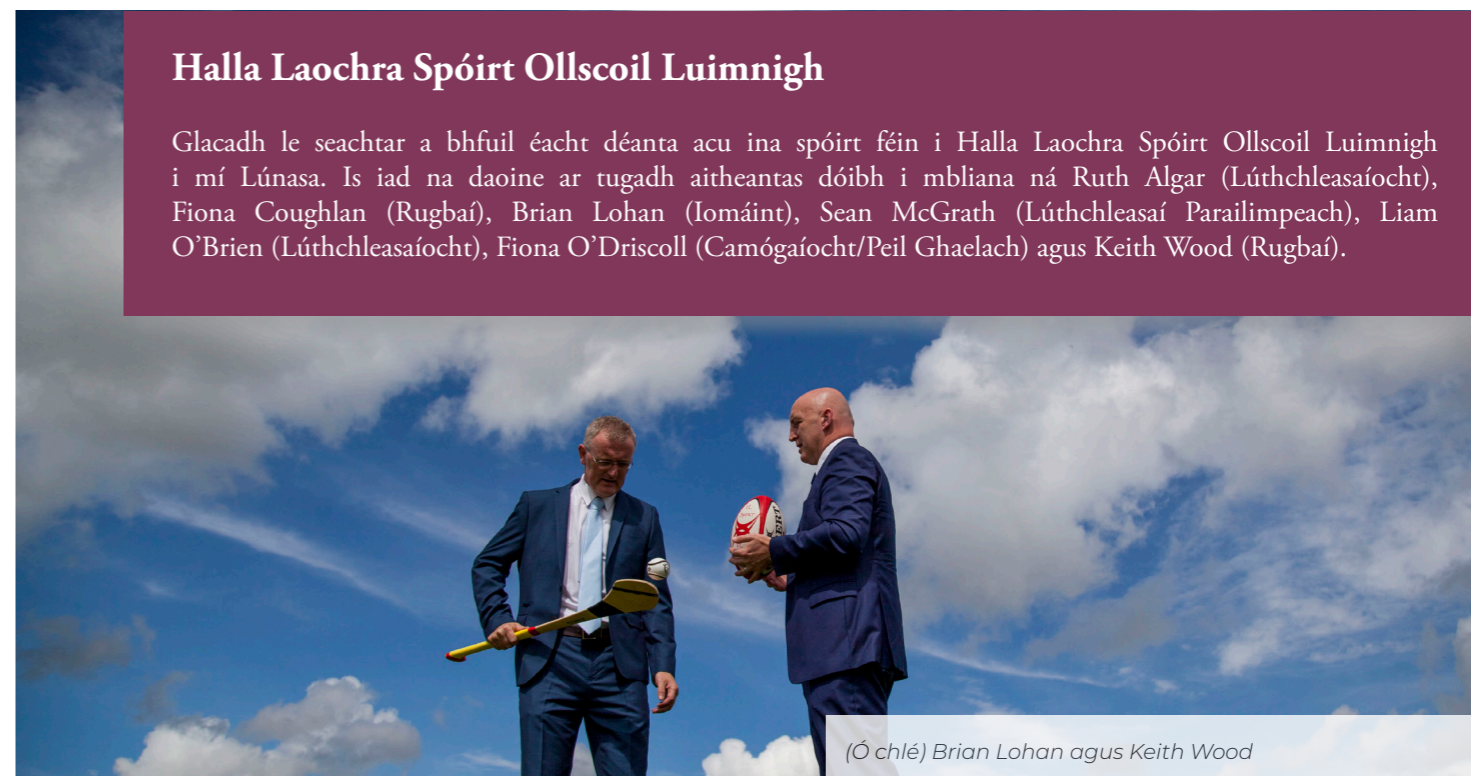 Halla Laochra Spóirt Ollscoil Luimnigh
Glacadh le seachtar a bhfuil éacht déanta acu ina spóirt féin i Halla Laochra Spóirt Ollscoil Luimnigh
i mí Lúnasa. Is iad na daoine ar tugadh aitheantas dóibh i mbliana ná Ruth Algar (Lúthchleasaíocht),
Fiona Coughlan (Rugbaí), Brian Lohan (Iomáint), Sean McGrath (Lúthchleasaí Parailimpeach), Liam
O’Brien (Lúthchleasaíocht), Fiona O’Driscoll (Camógaíocht/Peil Ghaelach) agus Keith Wood (Rugbaí).
(Ó chlé) Brian Lohan agus Keith Wood